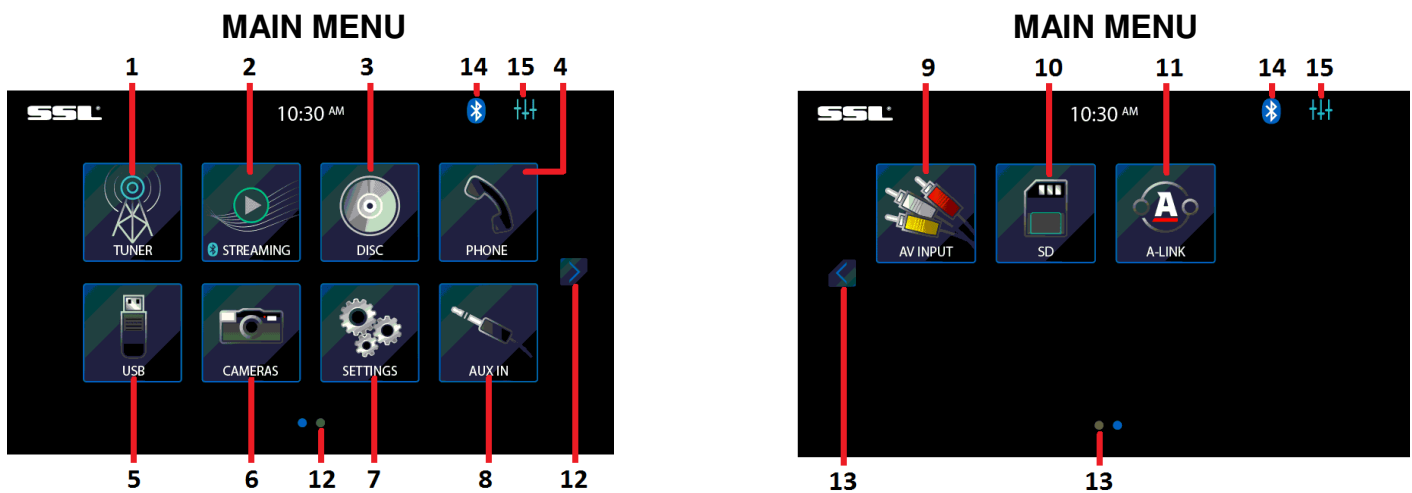 MAIN MENU
1 2 3 14 15 4
SSL
10:30 AM
TUNER
STREAMING
DISC
PHONE
USB
CAMERAS
SETTINGS
AUX IN
5 6 12 7 8 12
MAIN MENU
9 10 11 14 15
SSL
10:30 AM
AV INPUT
SD
A
A-LINK
13 13